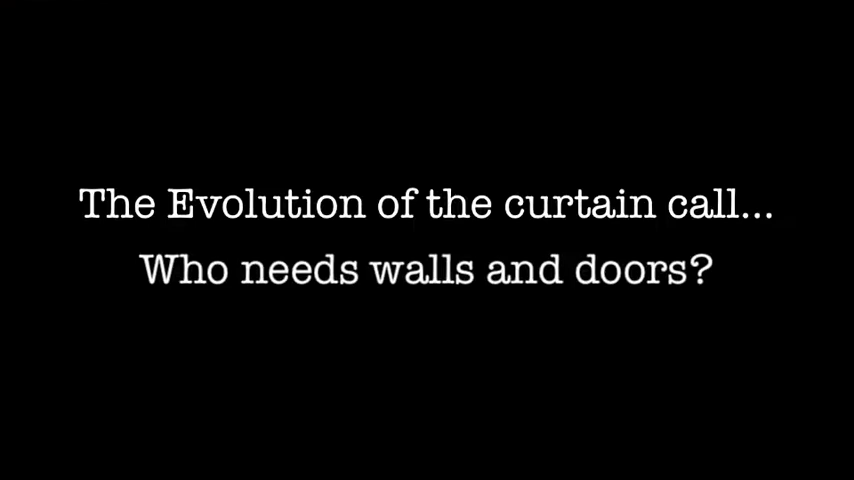 The Evolution of the curtain call...
Who needs walls and doors?